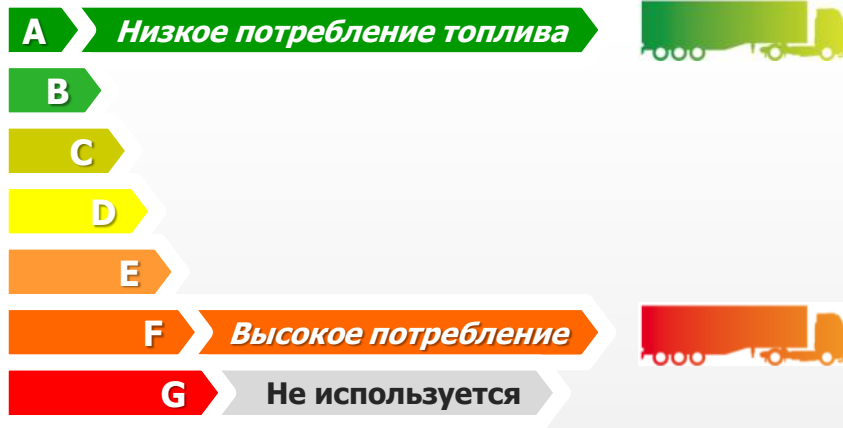 A Низкое потребление топлива
B
C
D
E
F Высокое потребление
G Не используется